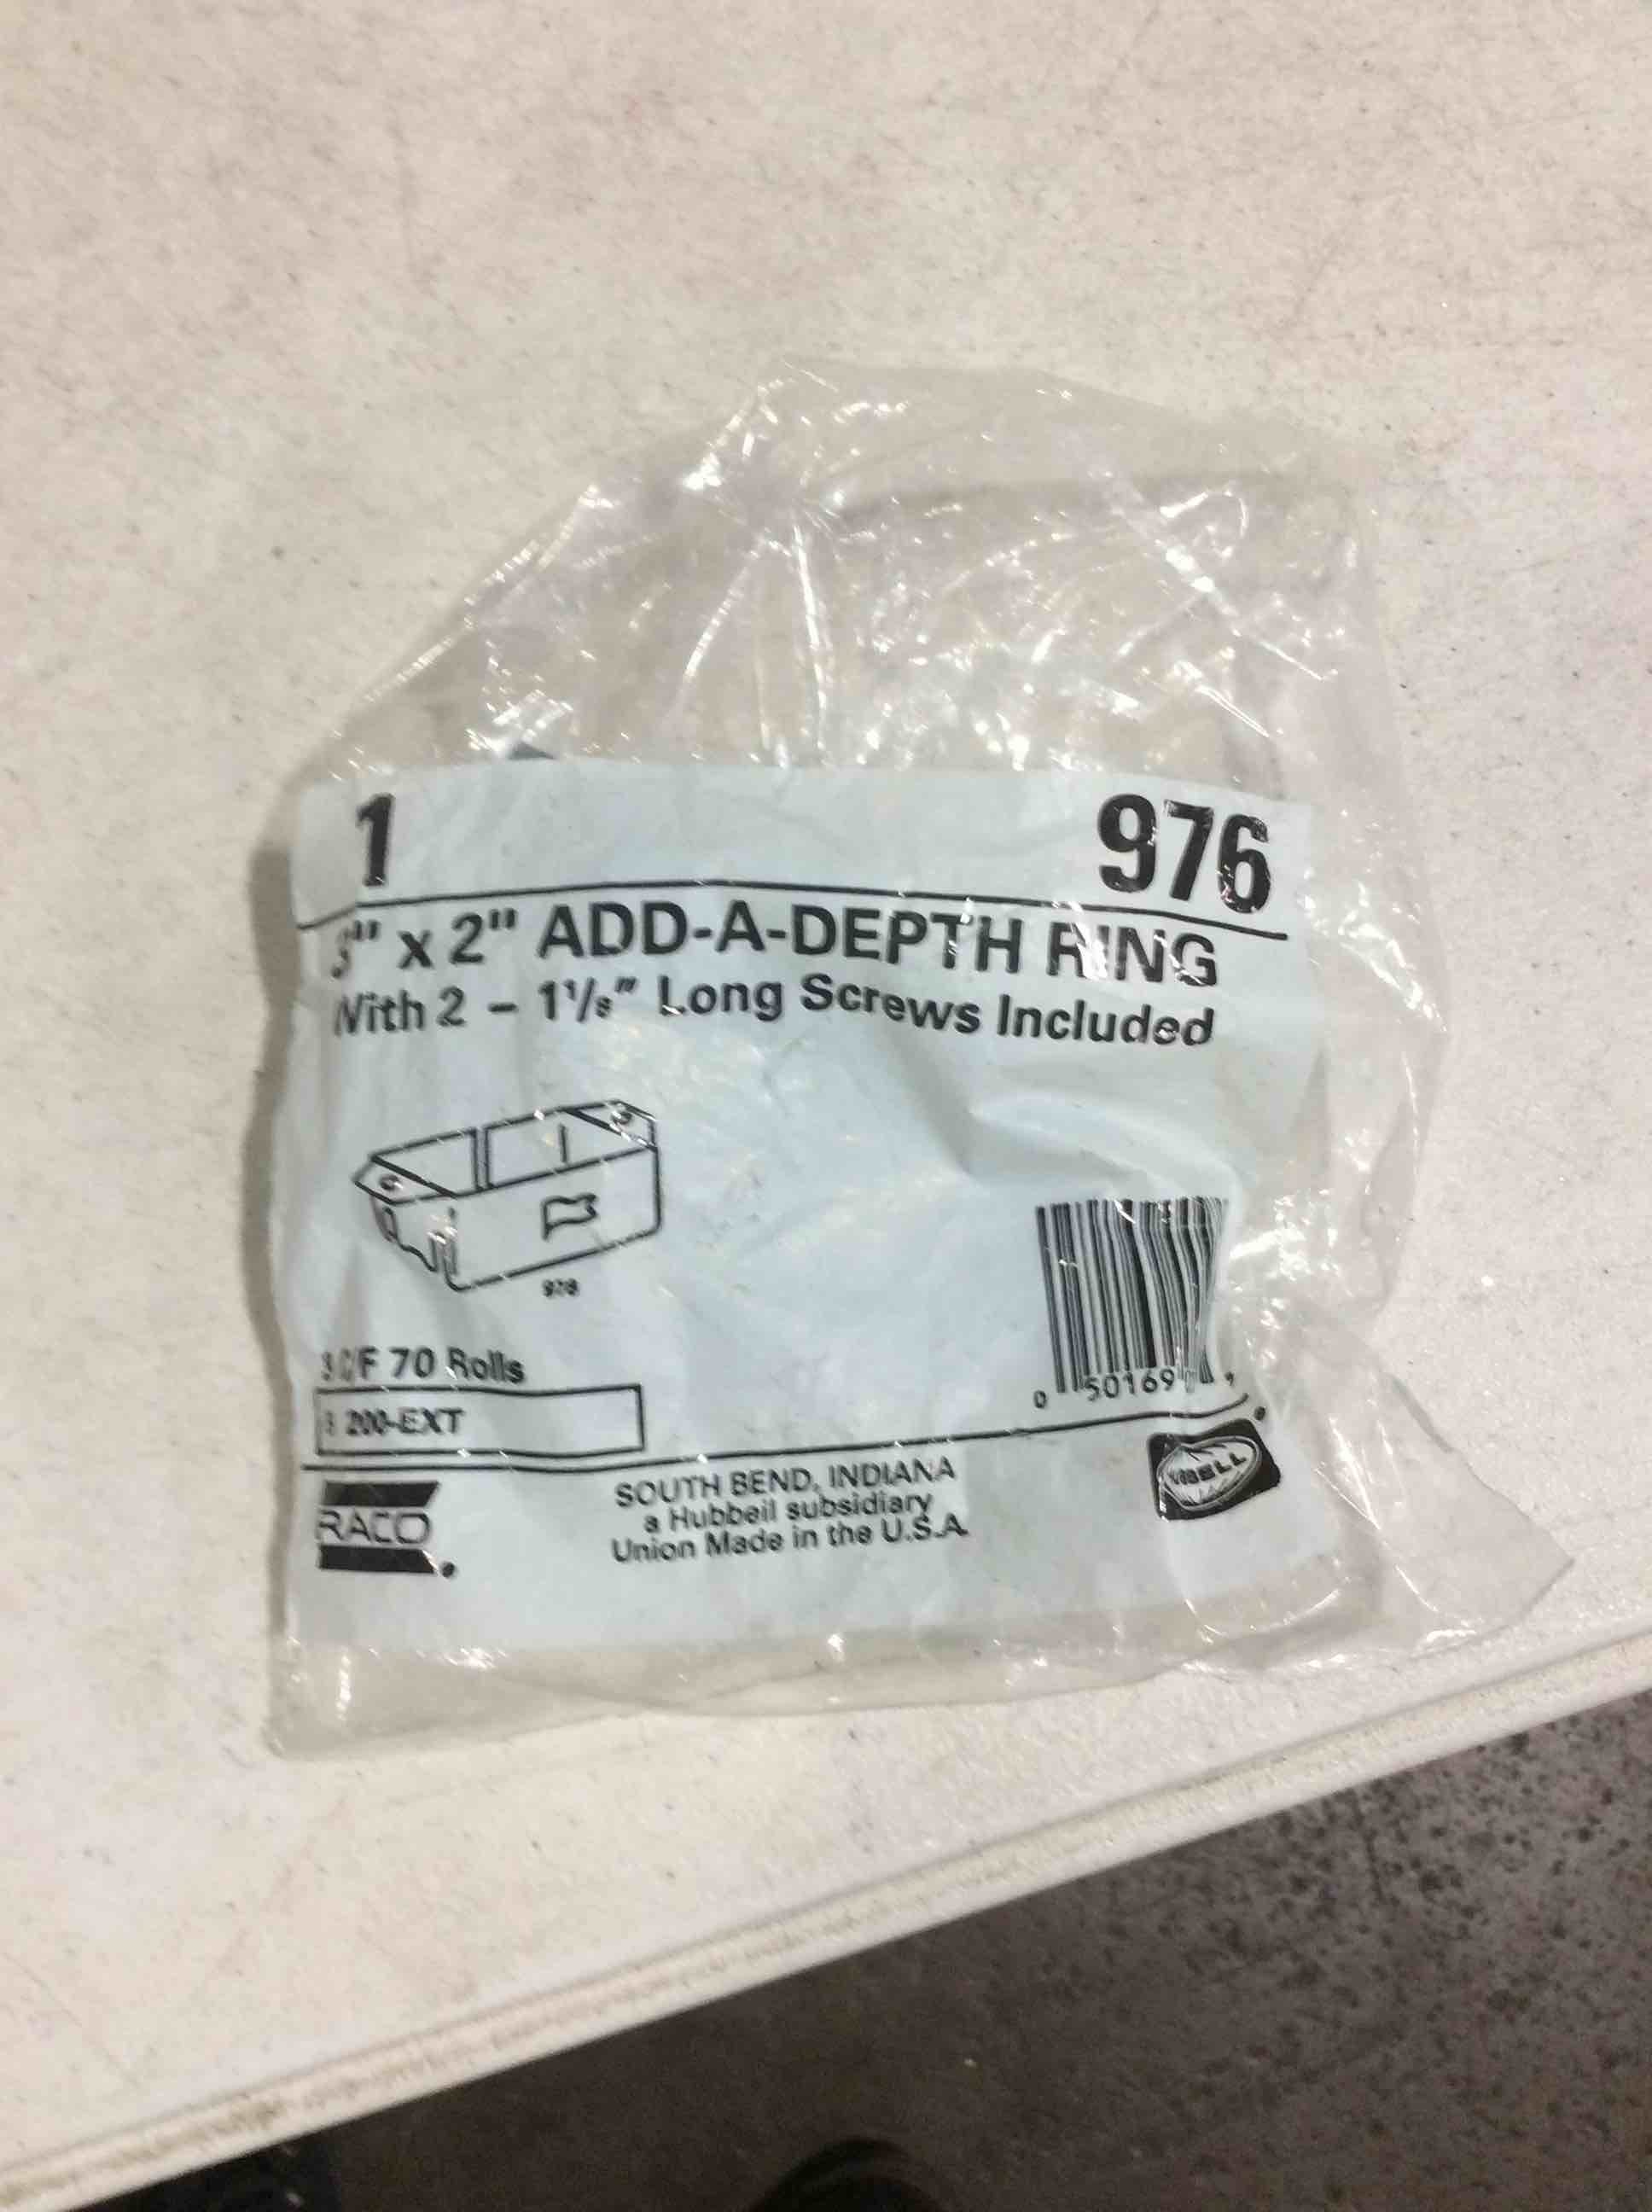 1 976
3" x 2" ADD-A-DEPTH RING
With 2 – 1⅛" Long Screws Included
976
70 Rolls
200-EXT
0 50169
RACO
SOUTH BEND, INDIANA
a Hubbell subsidiary
Union Made in the U.S.A.